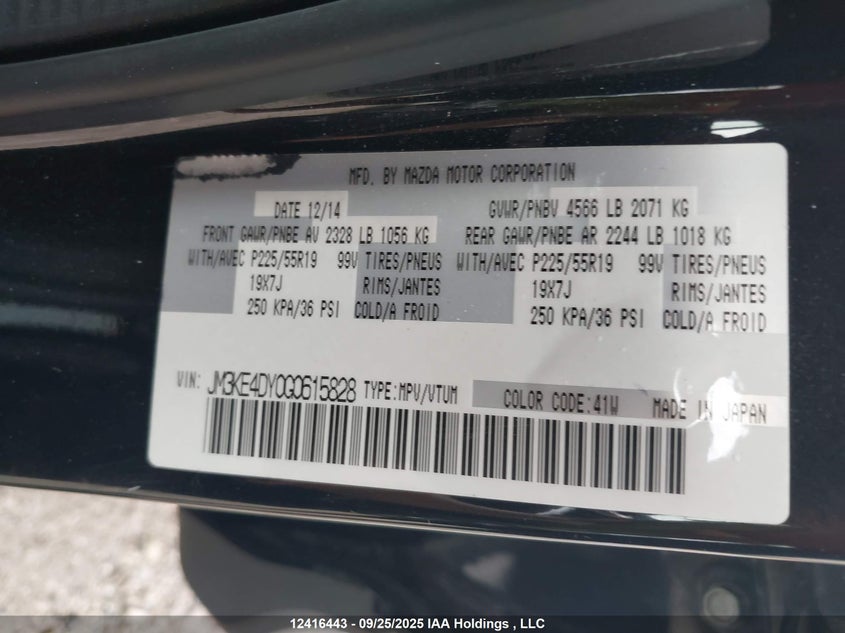 MFD. BY MAZDA MOTOR CORPORATION
DATE 12/14 GVWR/PNBV 4566 LB 2071 KG
FRONT GAWR/PNBE AV 2328 LB 1056 KG REAR GAWR/PNBE AR 2244 LB 1018 KG
WITH/AVEC P225/55R19 99V TIRES/PNEUS WITH/AVEC P225/55R19 99V TIRES/PNEUS
19X7J RIMS/JANTES 19X7J RIMS/JANTES
250 KPA/36 PSI COLD/A FROID 250 KPA/36 PSI COLD/A FROID
VIN: JM3KE4DY0G0615828 TYPE:MPV/VTUM COLOR CODE:41W MADE IN JAPAN
12416443 - 09/25/2025 IAA Holdings , LLC